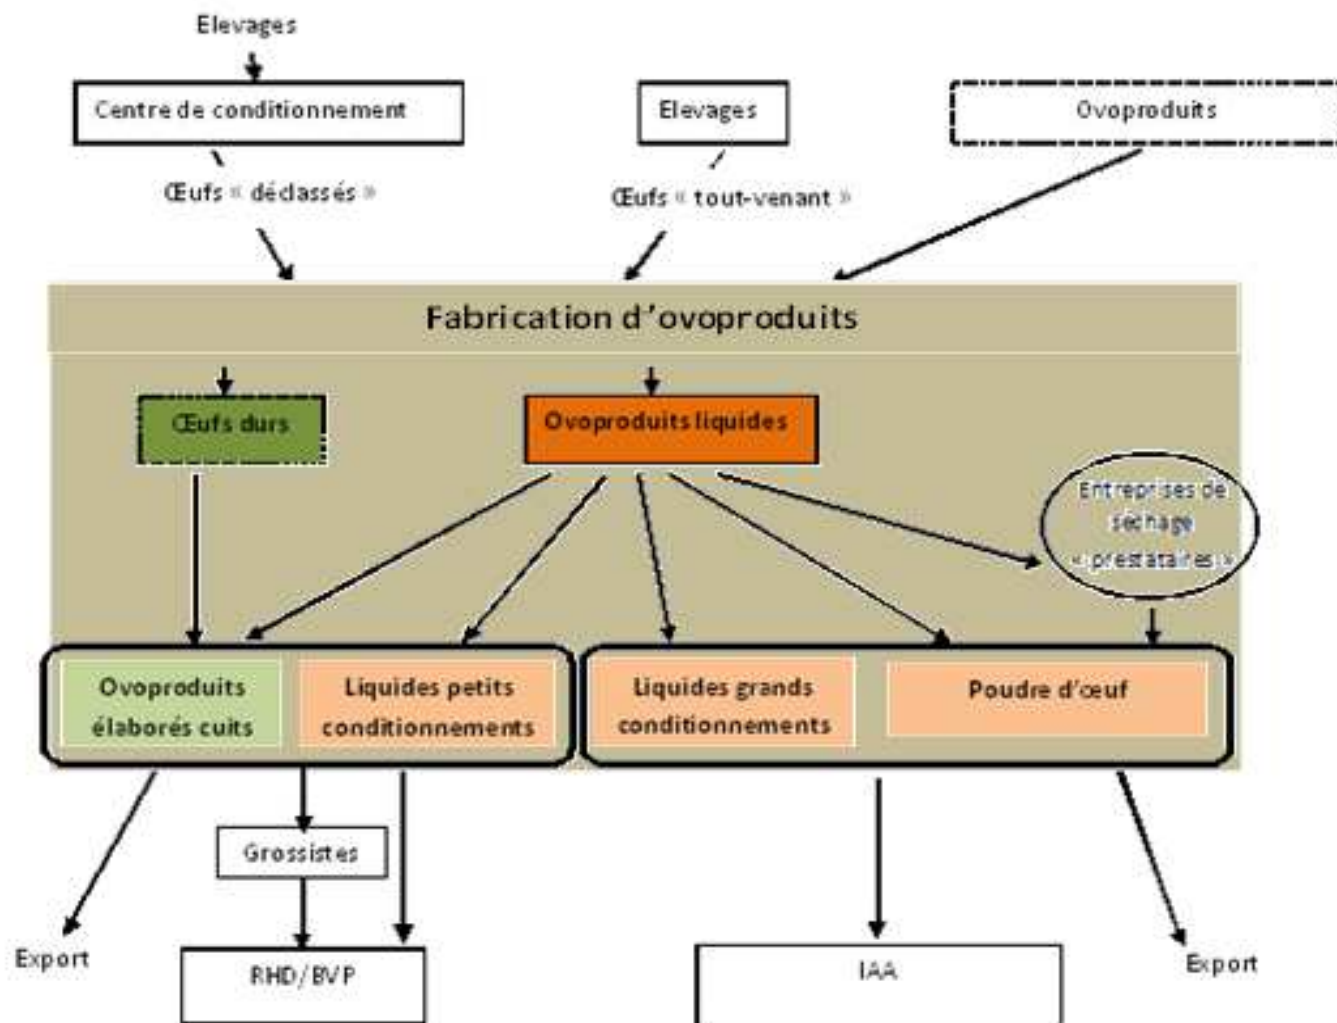 Elevages
Centre de conditionnement
Elevages
Ovoproduits
Œufs « déclassés »
Œufs « tout-venant »
Fabrication d’ovoproduits
Œufs durs
Ovoproduits liquides
Entreprises de
séchage
« prestataires »
Ovoproduits
élaborés cuits
Liquides petits
conditionnements
Liquides grands
conditionnements
Poudre d’œuf
Grossistes
Export
RHD/BVP
IAA
Export